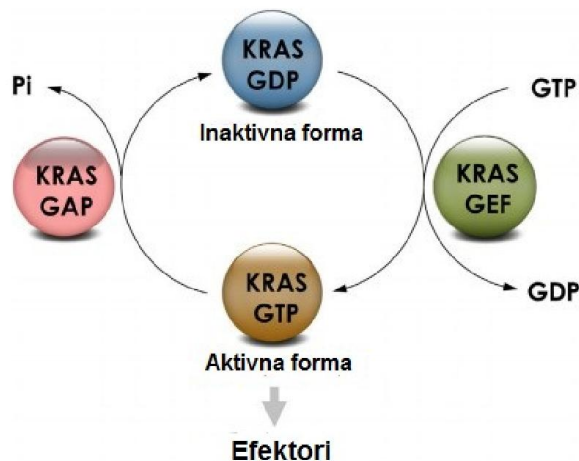 KRAS
GDP
Inaktivna forma
Pi
GTP
KRAS
GAP
KRAS
GEF
KRAS
GTP
GDP
Aktivna forma
Efektori